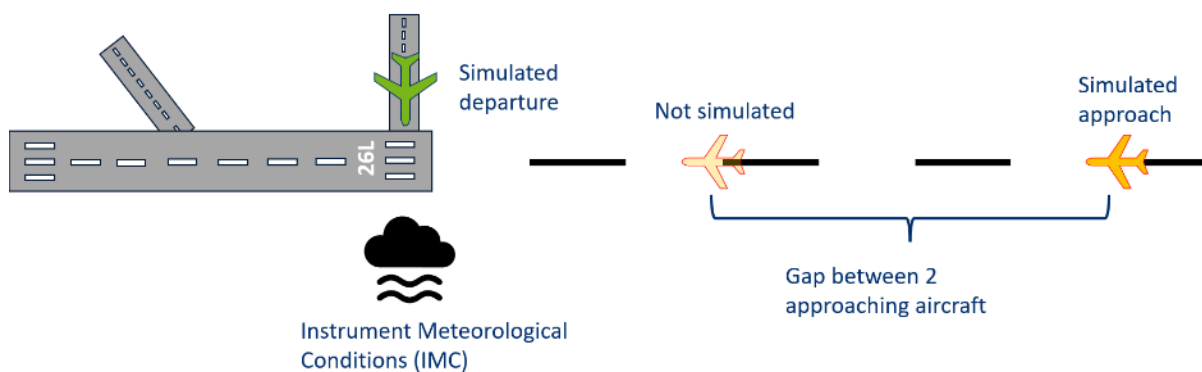 Simulated
departure
Not simulated
Simulated
approach
26L
Gap between 2
approaching aircraft
Instrument Meteorological
Conditions (IMC)